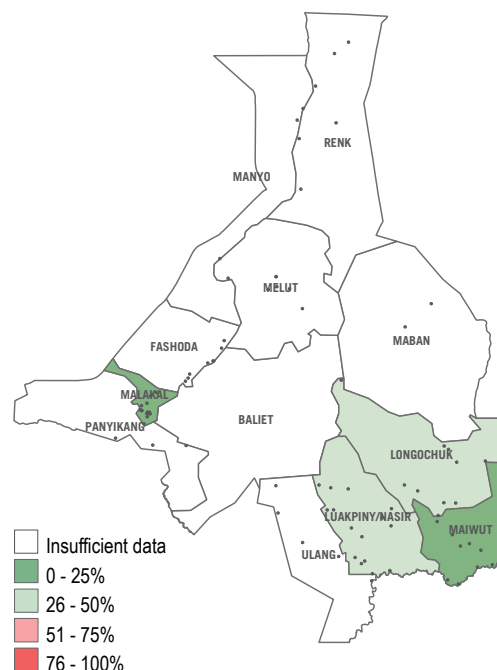 RENK
MANYO
MELUT
MABAN
FASHODA
MALAKAL
PANYIKANG
BALIET
LONGOCHUK
LUAKPINY/NASIR
MAIWUT
ULANG
Insufficient data
0 - 25%
26 - 50%
51 - 75%
76 - 100%